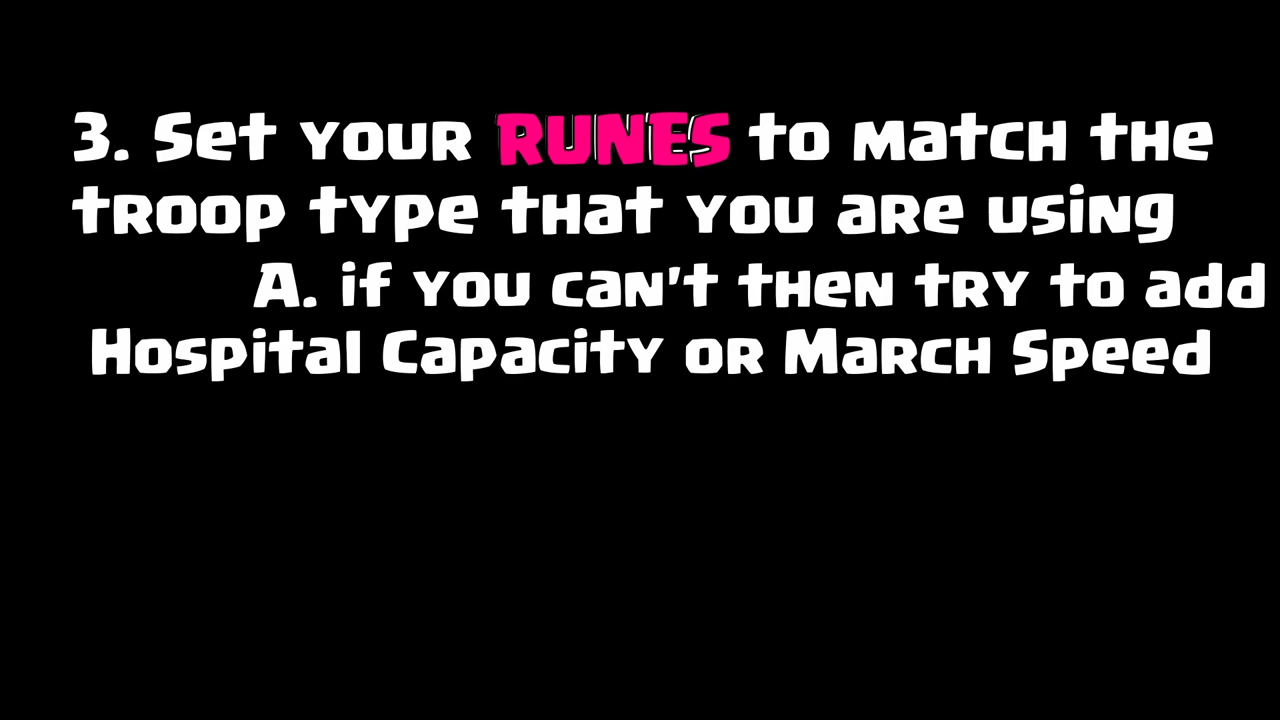 3. Set your RUNES to match the
troop type that you are using
A. if you can't then try to add
Hospital Capacity or March Speed